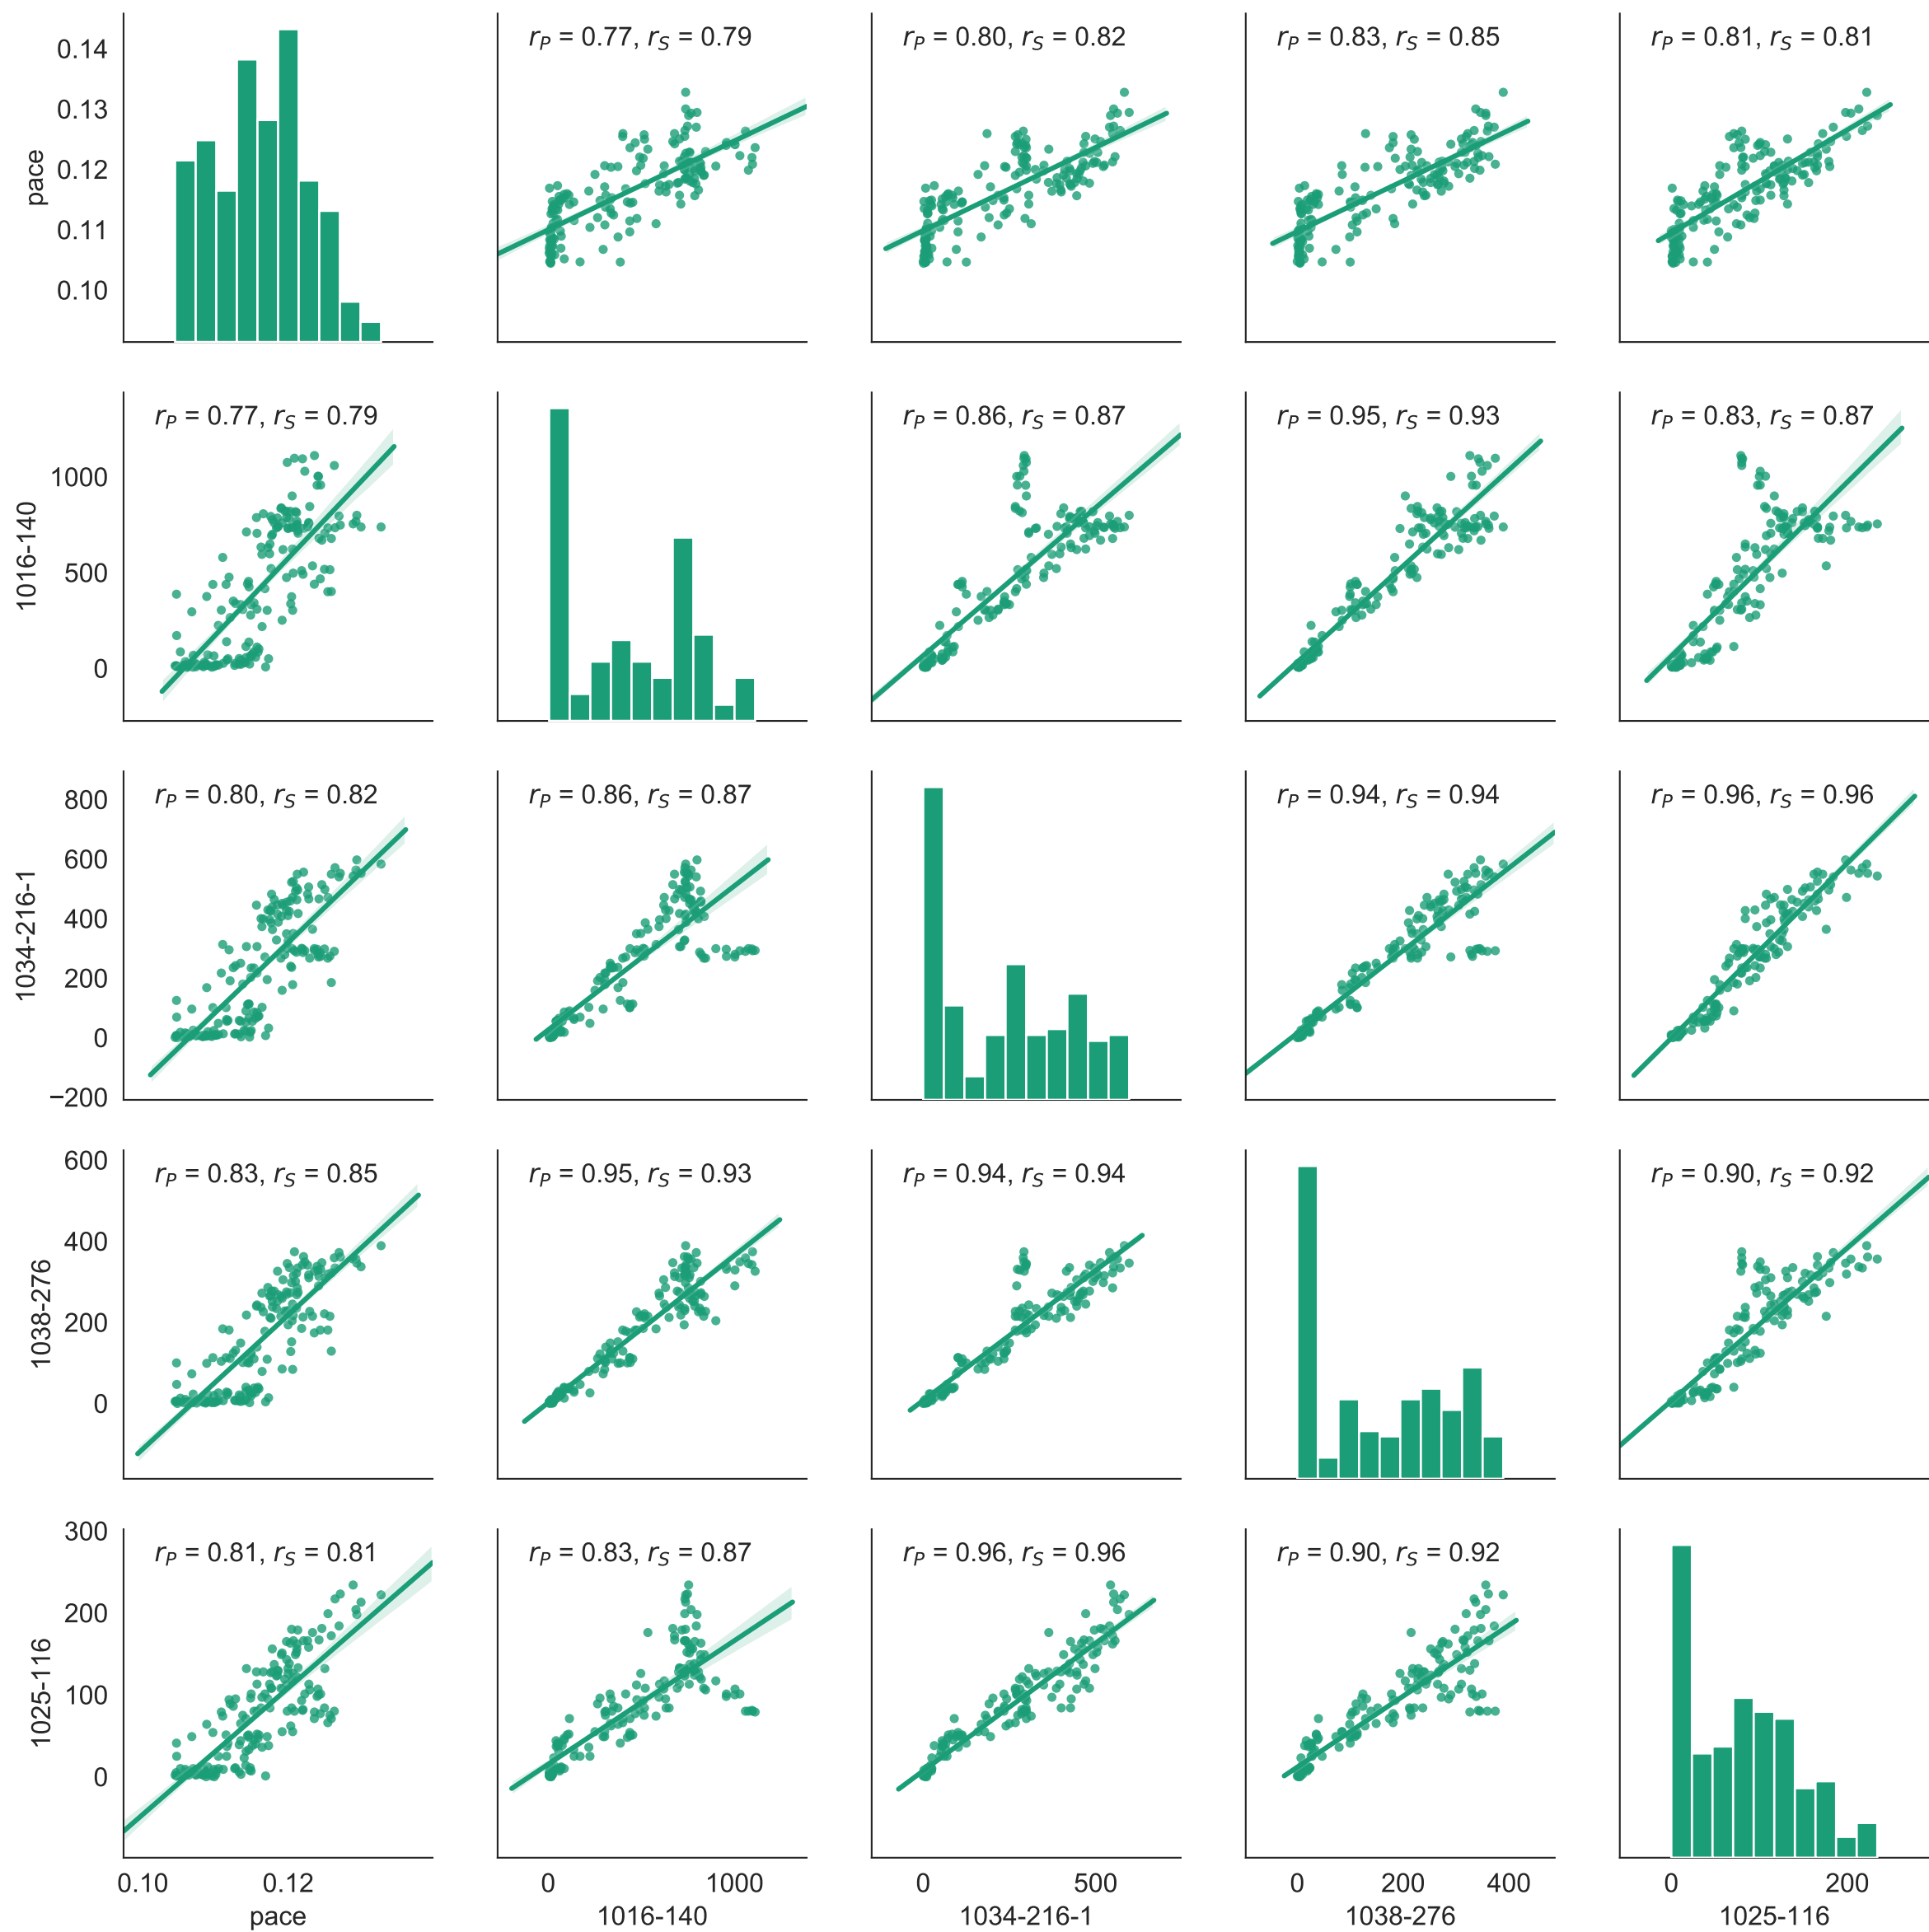 r_P = 0.77, r_S = 0.79
r_P = 0.80, r_S = 0.82
r_P = 0.83, r_S = 0.85
r_P = 0.81, r_S = 0.81
0.14
0.13
0.12
0.11
0.10
pace
r_P = 0.77, r_S = 0.79
r_P = 0.86, r_S = 0.87
r_P = 0.95, r_S = 0.93
r_P = 0.83, r_S = 0.87
1000
500
0
1016-140
r_P = 0.80, r_S = 0.82
r_P = 0.86, r_S = 0.87
r_P = 0.94, r_S = 0.94
r_P = 0.96, r_S = 0.96
800
600
400
200
0
−200
1034-216-1
r_P = 0.83, r_S = 0.85
r_P = 0.95, r_S = 0.93
r_P = 0.94, r_S = 0.94
r_P = 0.90, r_S = 0.92
600
400
200
0
1038-276
r_P = 0.81, r_S = 0.81
r_P = 0.83, r_S = 0.87
r_P = 0.96, r_S = 0.96
r_P = 0.90, r_S = 0.92
300
200
100
0
1025-116
0.10 0.12 0 1000 0 500 0 200 400 0 200
pace 1016-140 1034-216-1 1038-276 1025-116